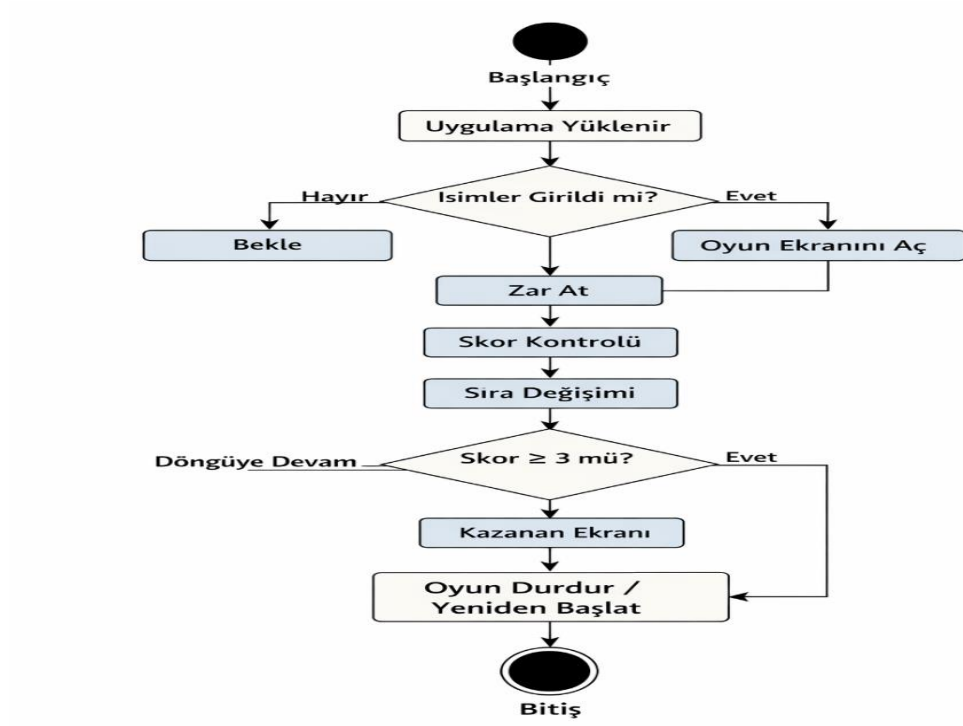 Başlangıç
Uygulama Yüklenir
Isimler Girildi mi?
Hayır
Evet
Bekle
Oyun Ekranını Aç
Zar At
Skor Kontrolü
Sıra Değişimi
Skor ≥ 3 mü?
Döngüye Devam
Evet
Kazanan Ekranı
Oyun Durdur /
Yeniden Başlat
Bitiş